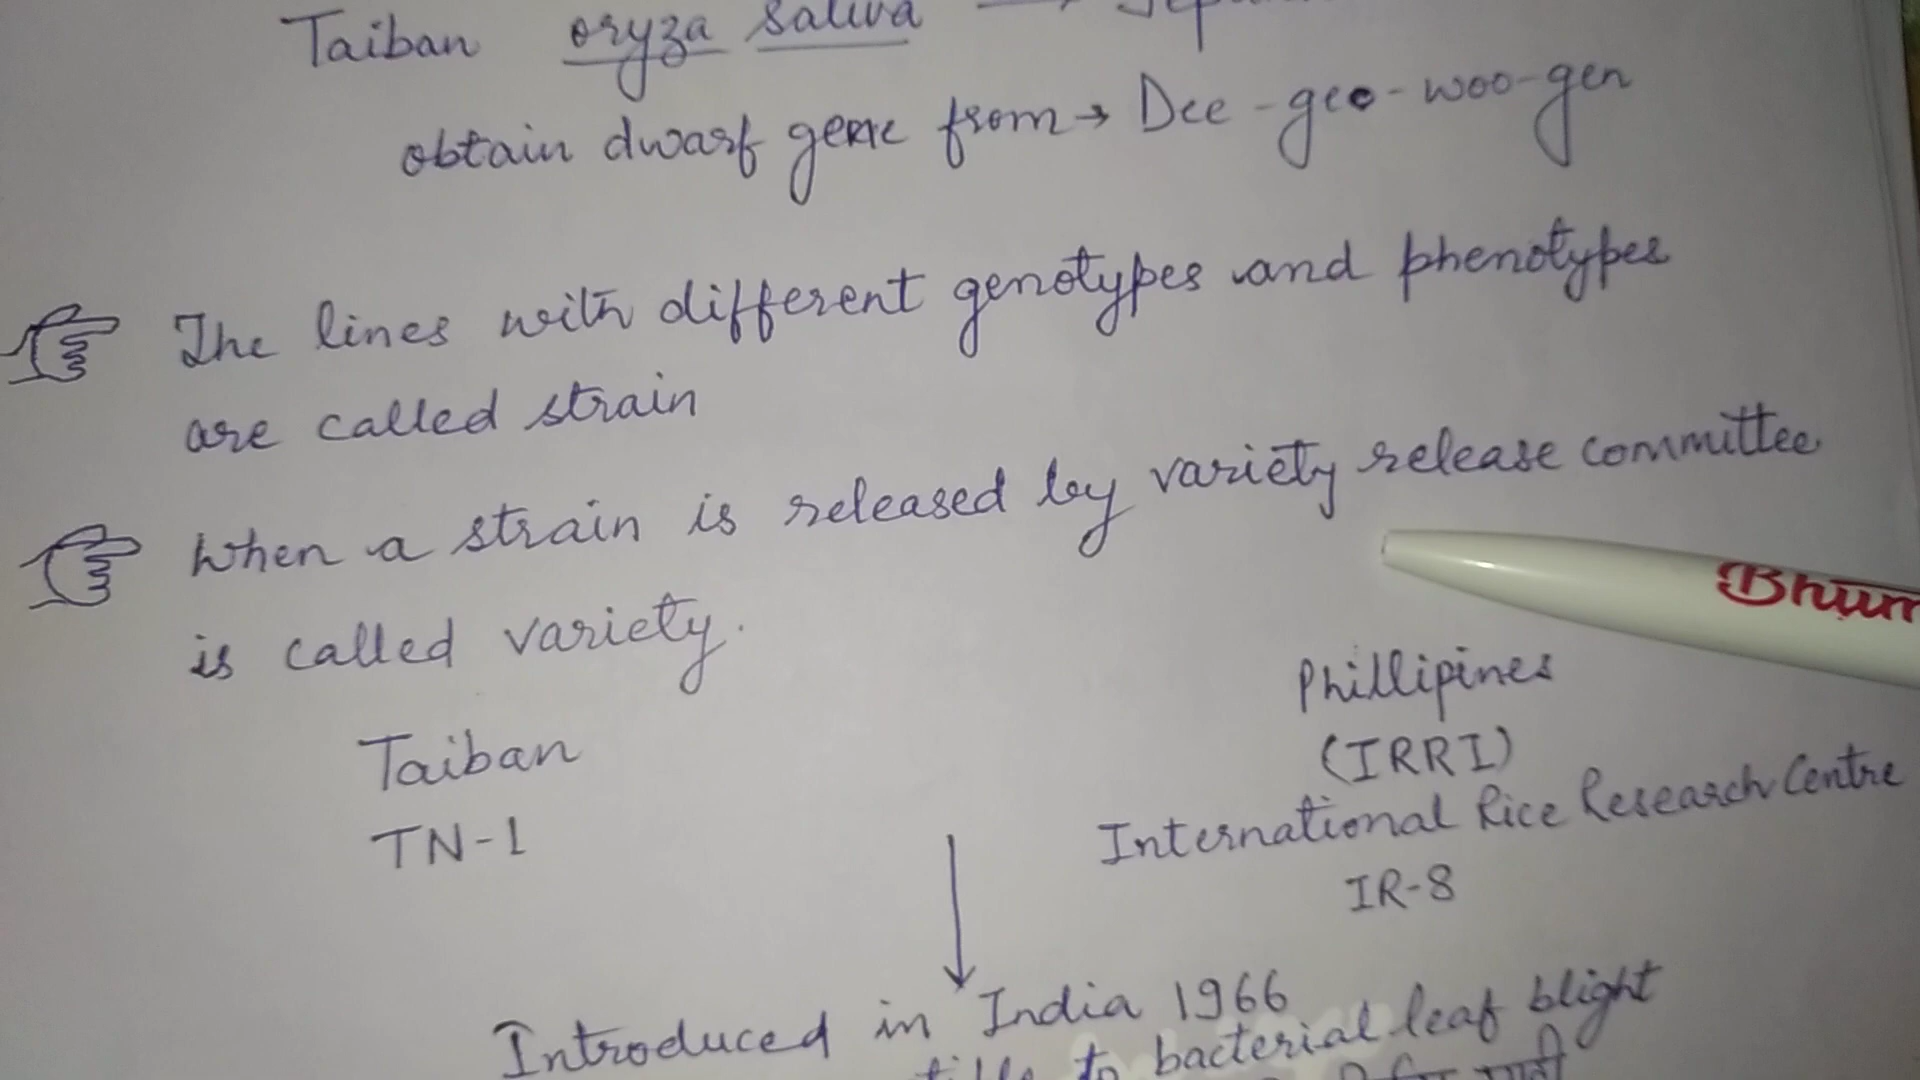 Taiban oryza sativa →
obtain dwarf gene from → Dee-geo-woo-gen
The lines with different genotypes and phenotypes
are called strain
When a strain is released by variety release committee
is called variety.
Bhum
Taiban
TN-1
Phillipines
(IRRI)
International Rice Research Centre
IR-8
Introduced in India 1966
to bacterial leaf blight